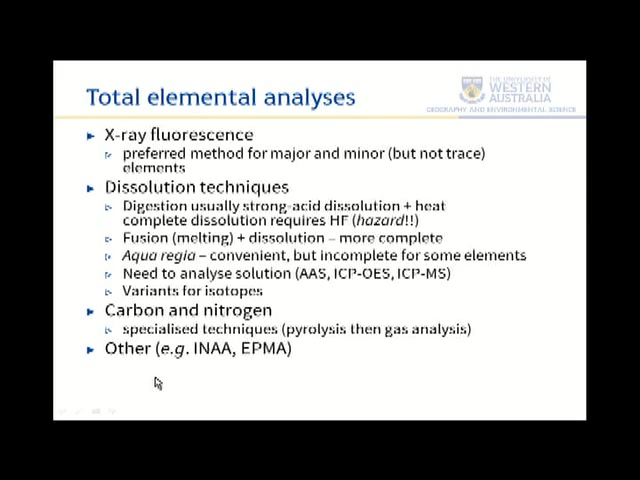 Total elemental analyses
THE UNIVERSITY OF
WESTERN
AUSTRALIA
GEOGRAPHY AND ENVIRONMENTAL SCIENCE
X-ray fluorescence
preferred method for major and minor (but not trace)
elements
Dissolution techniques
Digestion usually strong-acid dissolution + heat
complete dissolution requires HF (hazard!!)
Fusion (melting) + dissolution – more complete
Aqua regia – convenient, but incomplete for some elements
Need to analyse solution (AAS, ICP-OES, ICP-MS)
Variants for isotopes
Carbon and nitrogen
specialised techniques (pyrolysis then gas analysis)
Other (e.g. INAA, EPMA)